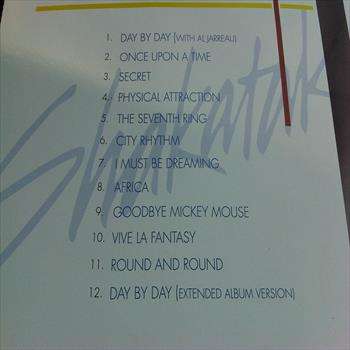 Shakatak
1. DAY BY DAY (WITH AL JARREAU)
2. ONCE UPON A TIME
3. SECRET
4. PHYSICAL ATTRACTION
5. THE SEVENTH RING
6. CITY RHYTHM
7. I MUST BE DREAMING
8. AFRICA
9. GOODBYE MICKEY MOUSE
10. VIVE LA FANTASY
11. ROUND AND ROUND
12. DAY BY DAY (EXTENDED ALBUM VERSION)